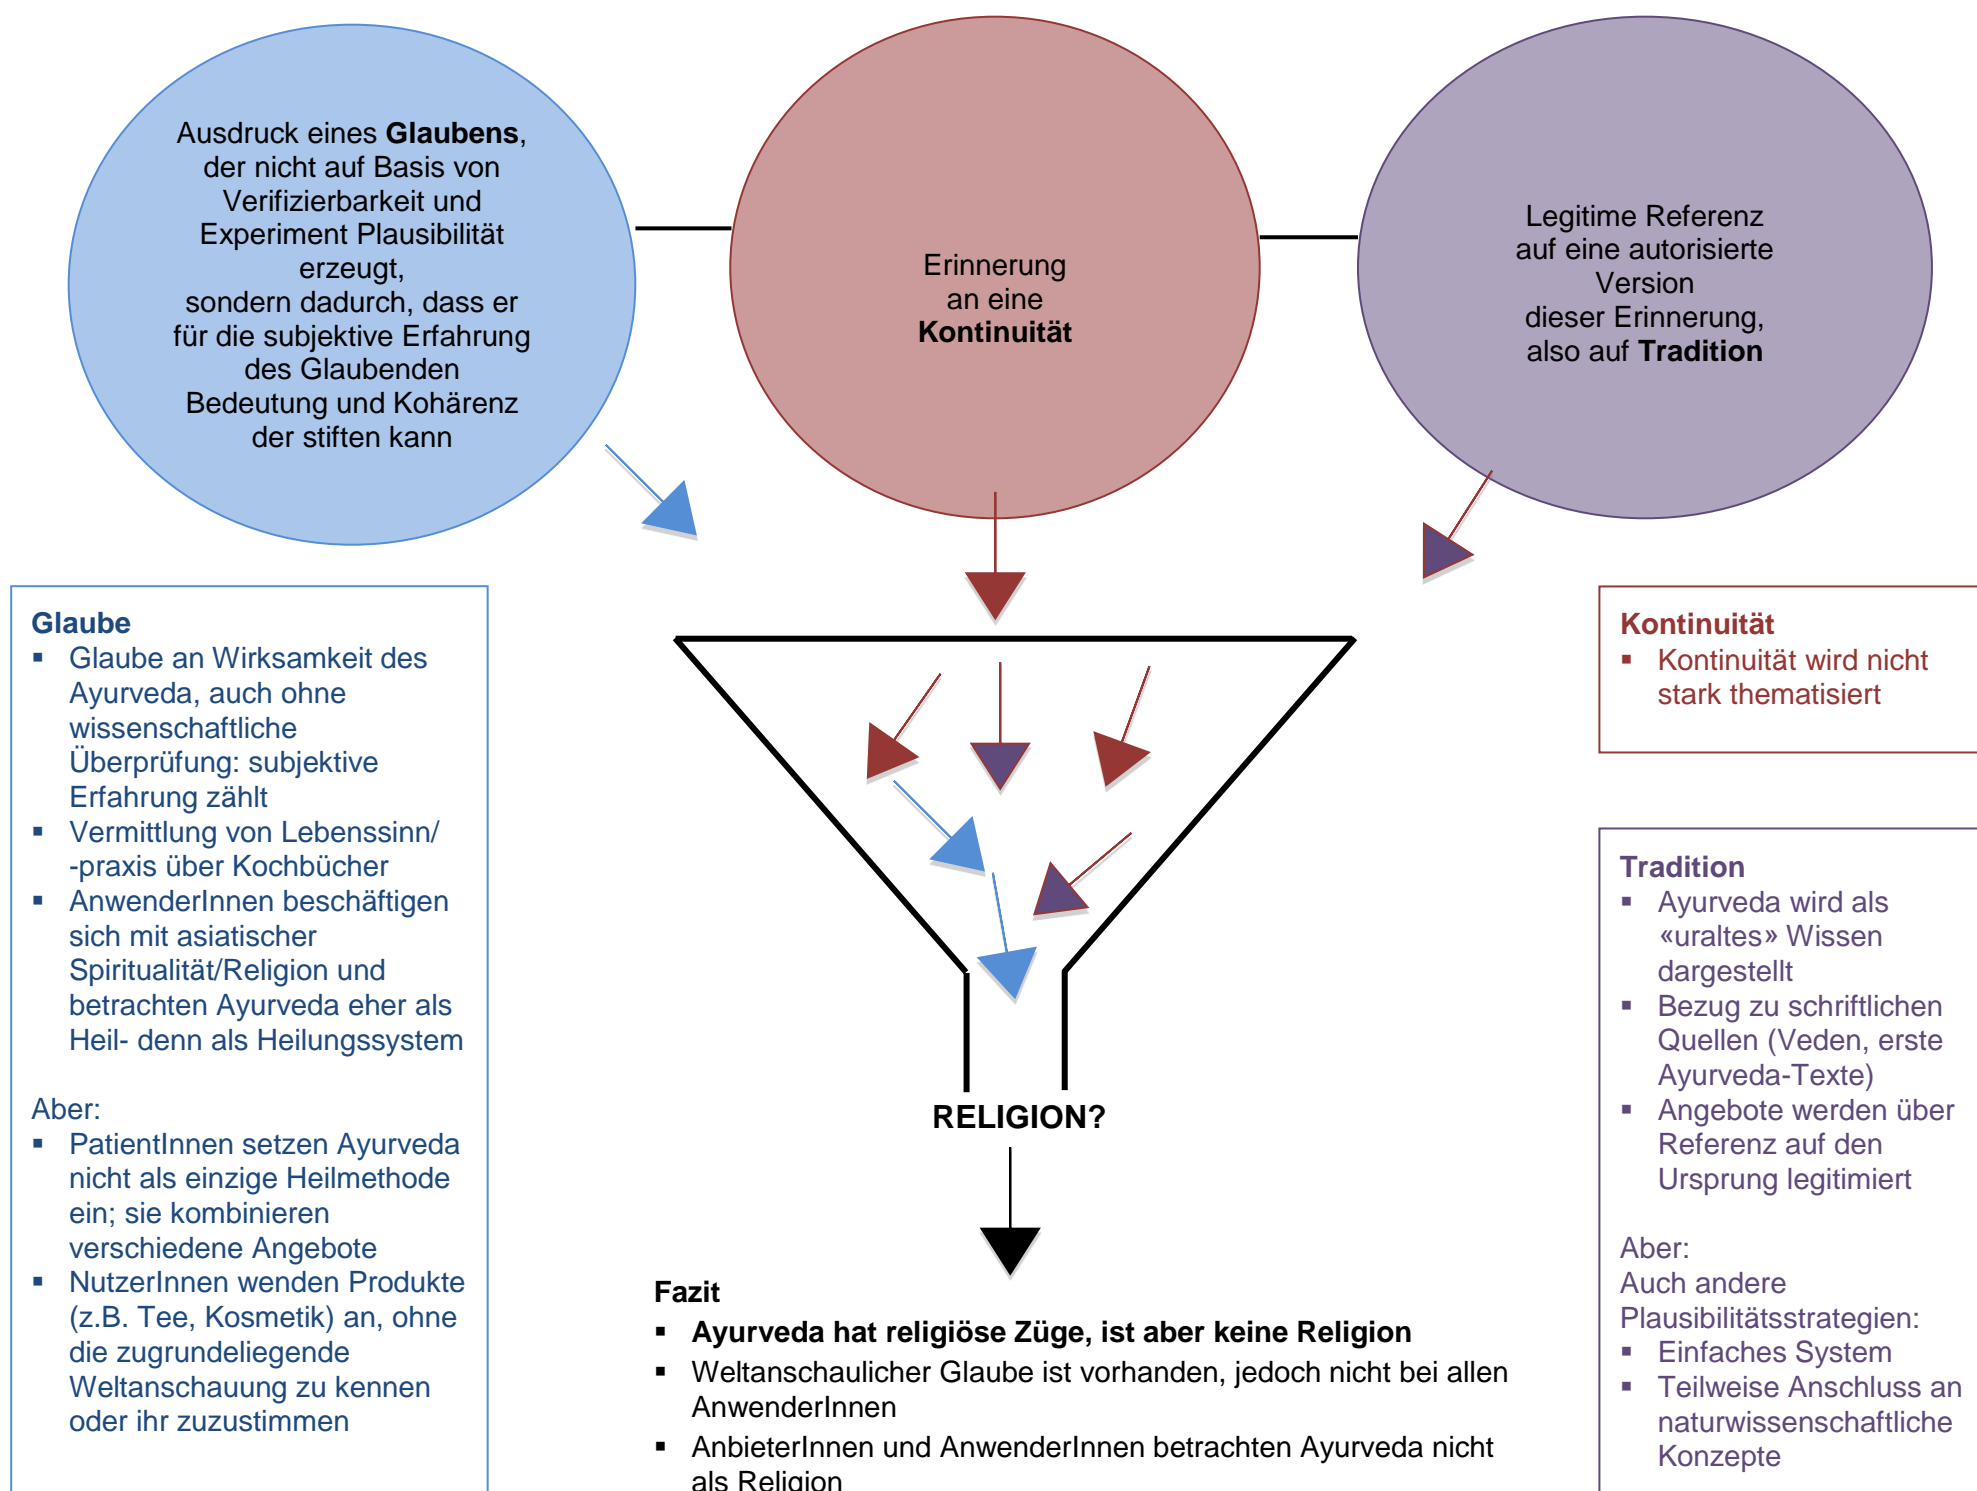 Ausdruck eines Glaubens,
der nicht auf Basis von
Verifizierbarkeit und
Experiment Plausibilität
erzeugt,
sondern dadurch, dass er
für die subjektive Erfahrung
des Glaubenden
Bedeutung und Kohärenz
der stiften kann
Erinnerung
an eine
Kontinuität
Legitime Referenz
auf eine autorisierte
Version
dieser Erinnerung,
also auf Tradition
Glaube
▪ Glaube an Wirksamkeit des
Ayurveda, auch ohne
wissenschaftliche
Überprüfung: subjektive
Erfahrung zählt
▪ Vermittlung von Lebenssinn/
-praxis über Kochbücher
▪ AnwenderInnen beschäftigen
sich mit asiatischer
Spiritualität/Religion und
betrachten Ayurveda eher als
Heil- denn als Heilungssystem
Aber:
▪ PatientInnen setzen Ayurveda
nicht als einzige Heilmethode
ein; sie kombinieren
verschiedene Angebote
▪ NutzerInnen wenden Produkte
(z.B. Tee, Kosmetik) an, ohne
die zugrundeliegende
Weltanschauung zu kennen
oder ihr zuzustimmen
RELIGION?
Fazit
▪ Ayurveda hat religiöse Züge, ist aber keine Religion
▪ Weltanschaulicher Glaube ist vorhanden, jedoch nicht bei allen
AnwenderInnen
▪ AnbieterInnen und AnwenderInnen betrachten Ayurveda nicht
als Religion
Kontinuität
▪ Kontinuität wird nicht
stark thematisiert
Tradition
▪ Ayurveda wird als
«uraltes» Wissen
dargestellt
▪ Bezug zu schriftlichen
Quellen (Veden, erste
Ayurveda-Texte)
▪ Angebote werden über
Referenz auf den
Ursprung legitimiert
Aber:
Auch andere
Plausibilitätsstrategien:
▪ Einfaches System
▪ Teilweise Anschluss an
naturwissenschaftliche
Konzepte